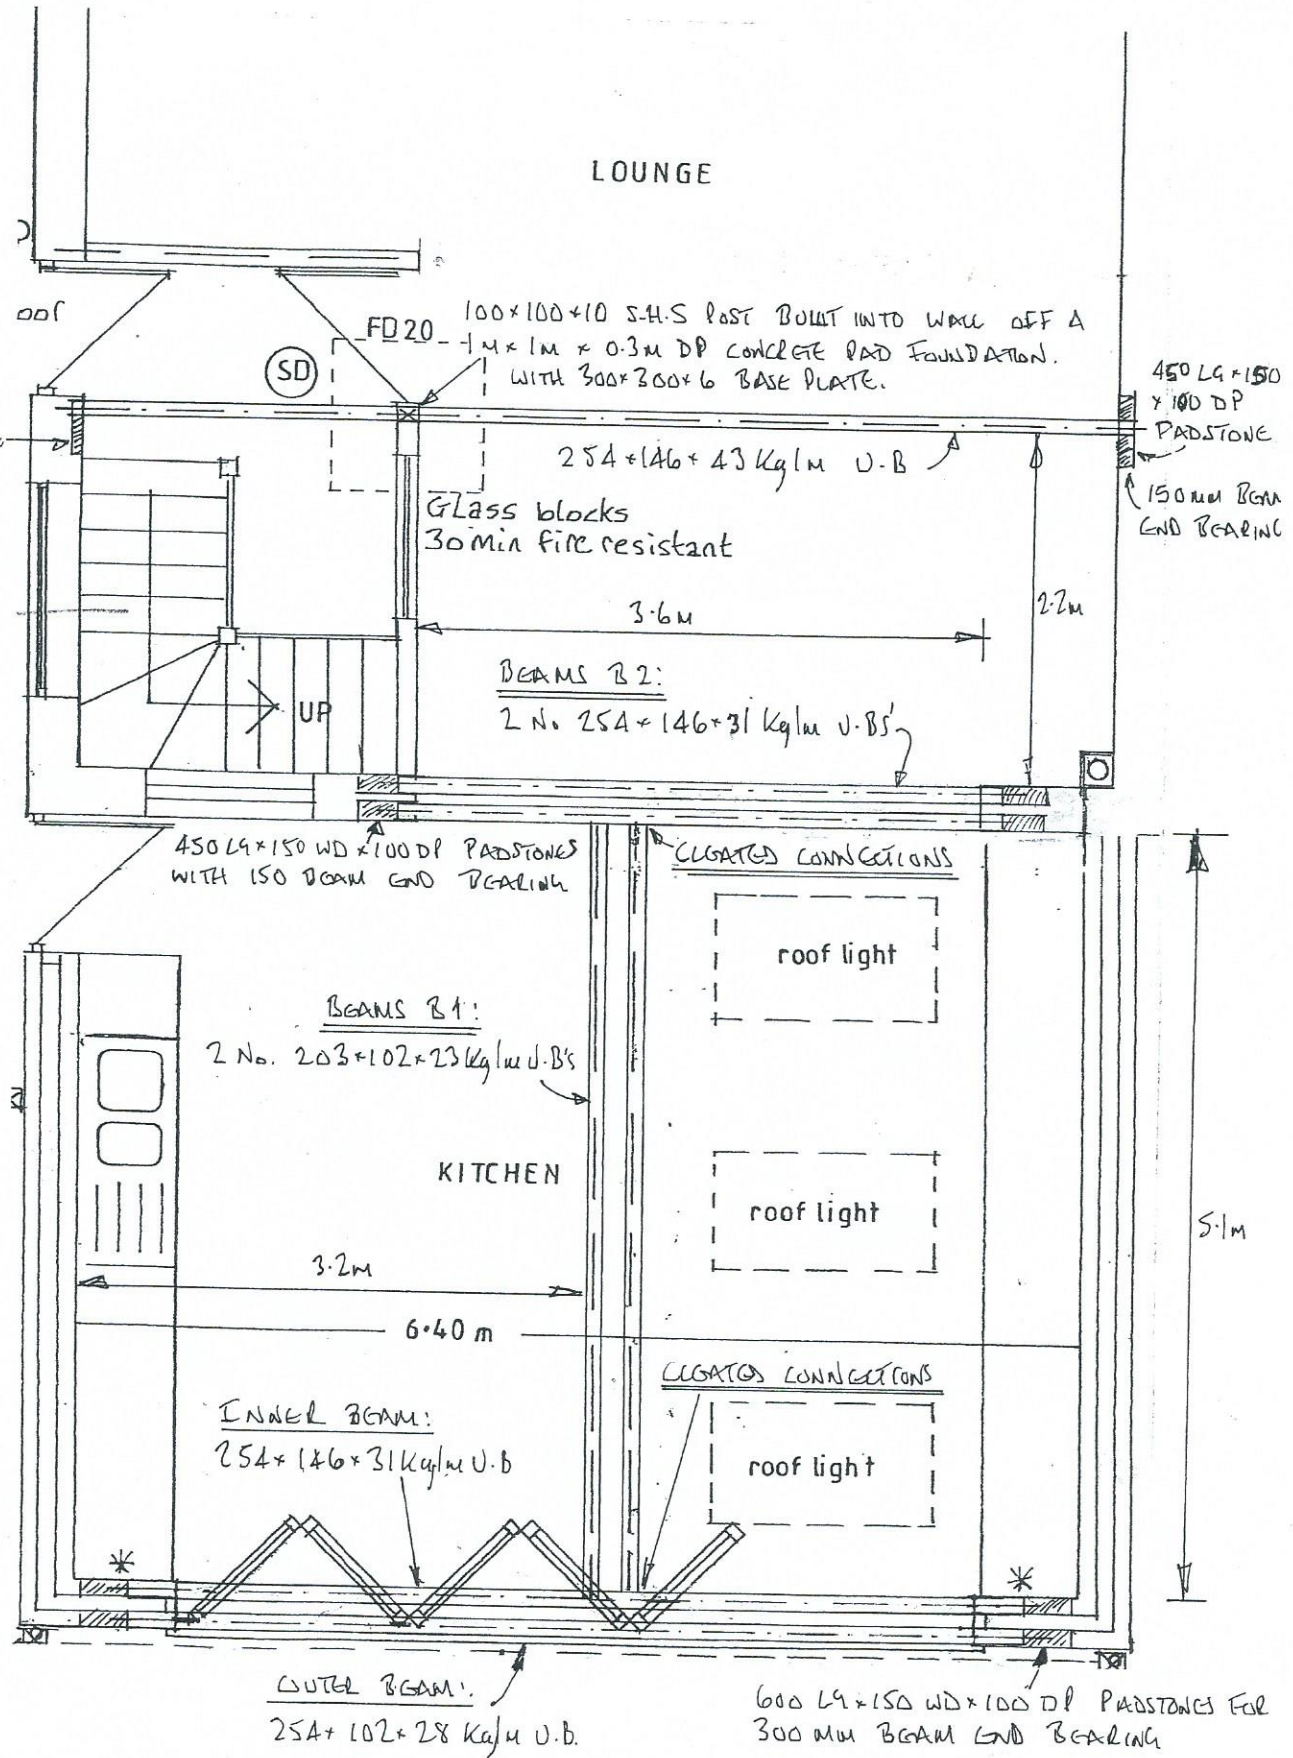 LOUNGE
oof
FD20
SD
100×100×10 S.H.S POST BUILT INTO WALL OFF A
1M × 1M × 0.3M DP CONCRETE PAD FOUNDATION.
WITH 300×300×6 BASE PLATE.
450 LG × 150
× 100 DP
PADSTONE
254×146×43 Kg/m U.B
150mm BEAM
END BEARING
Glass blocks
30 Min fire resistant
3.6M
2.2M
BEAMS B2:
2 No. 254×146×31 Kg/m U.BS'
UP
450 LG×150 WD×100DP PADSTONES
WITH 150 BEAM END BEARING
CLEATED CONNECTIONS
roof light
BEAMS B1:
2 No. 203×102×23 Kg/m U.B's
KITCHEN
roof light
5.1M
3.2M
6.40 m
CLEATED CONNECTIONS
INNER BEAM:
254×146×31 Kg/m U.B
roof light
OUTER BEAM:
254×102×28 Kg/m U.B.
600 LG×150 WD×100 DP PADSTONES FOR
300 MM BEAM END BEARING